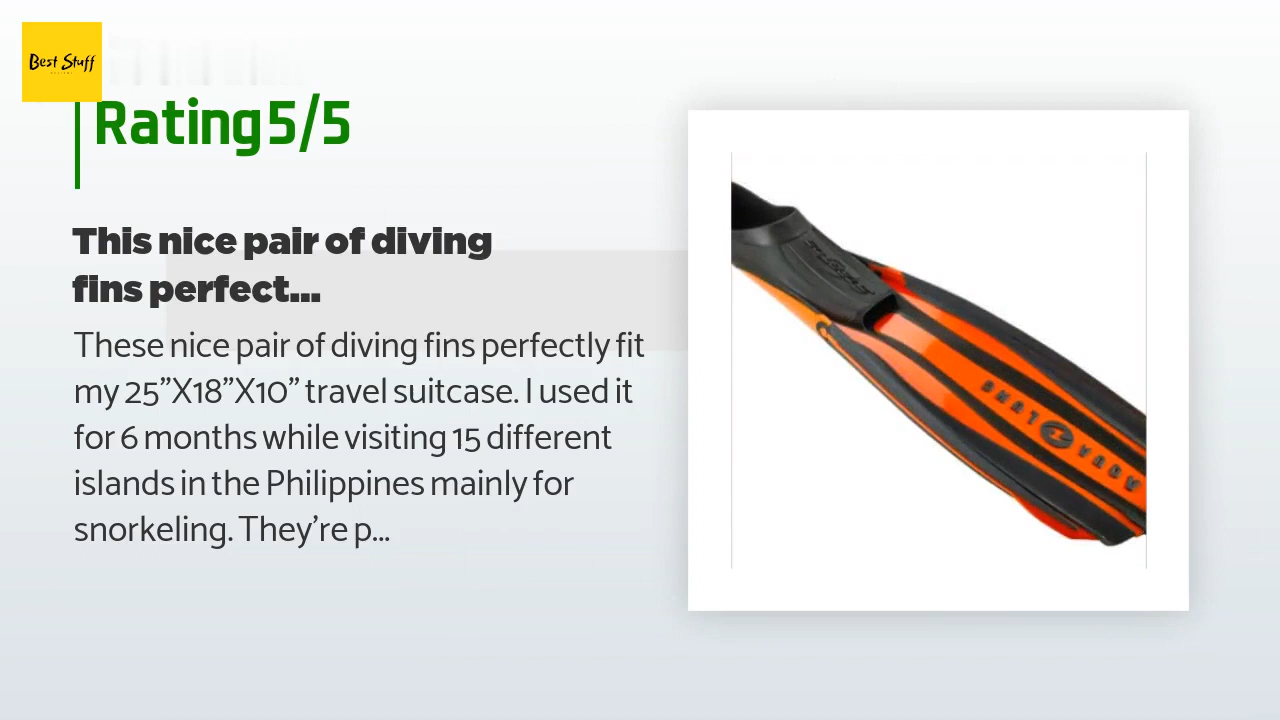 Best Stuff
Rating 5/5
This nice pair of diving
fins perfect...
These nice pair of diving fins perfectly fit
my 25”X18”X10” travel suitcase. I used it
for 6 months while visiting 15 different
islands in the Philippines mainly for
snorkeling. They’re p...
AQUA LUNG